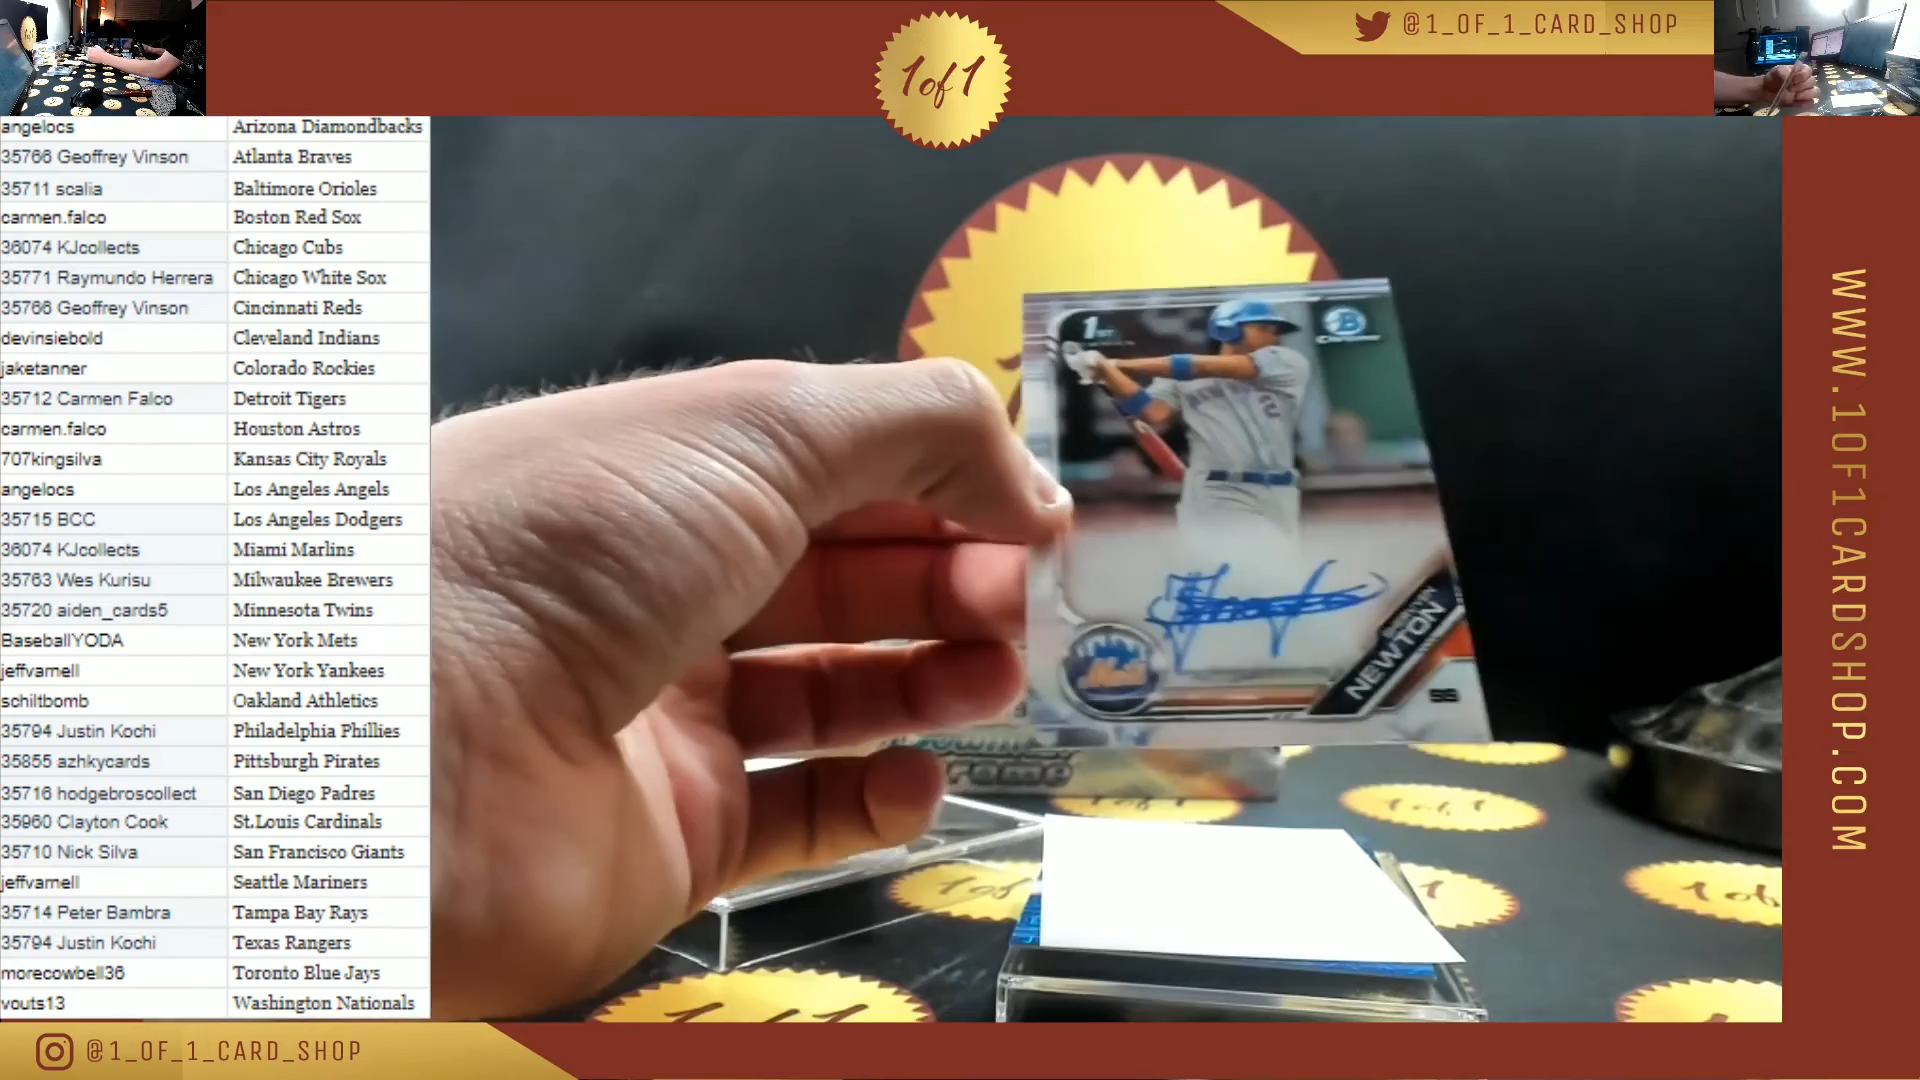 @1_OF_1_CARD_SHOP
1of1
angelocs Arizona Diamondbacks
35766 Geoffrey Vinson Atlanta Braves
35711 scalia Baltimore Orioles
carmen.falco Boston Red Sox
36074 KJcollects Chicago Cubs
35771 Raymundo Herrera Chicago White Sox
35766 Geoffrey Vinson Cincinnati Reds
devinsiebold Cleveland Indians
jaketanner Colorado Rockies
35712 Carmen Falco Detroit Tigers
carmen.falco Houston Astros
707kingsilva Kansas City Royals
angelocs Los Angeles Angels
35715 BCC Los Angeles Dodgers
36074 KJcollects Miami Marlins
35763 Wes Kurisu Milwaukee Brewers
35720 aiden_cards5 Minnesota Twins
BaseballYODA New York Mets
jeffvarnell New York Yankees
schiltbomb Oakland Athletics
35794 Justin Kochi Philadelphia Phillies
35855 azhkycards Pittsburgh Pirates
35716 hodgebroscollect San Diego Padres
35960 Clayton Cook St.Louis Cardinals
35710 Nick Silva San Francisco Giants
jeffvarnell Seattle Mariners
35714 Peter Bambra Tampa Bay Rays
35794 Justin Kochi Texas Rangers
morecowbell36 Toronto Blue Jays
vouts13 Washington Nationals
1ST
B
Chrome
2
Mets
NEWTON
SS
1of1
1of1
WWW.1OF1CARDSHOP.COM
@1_OF_1_CARD_SHOP